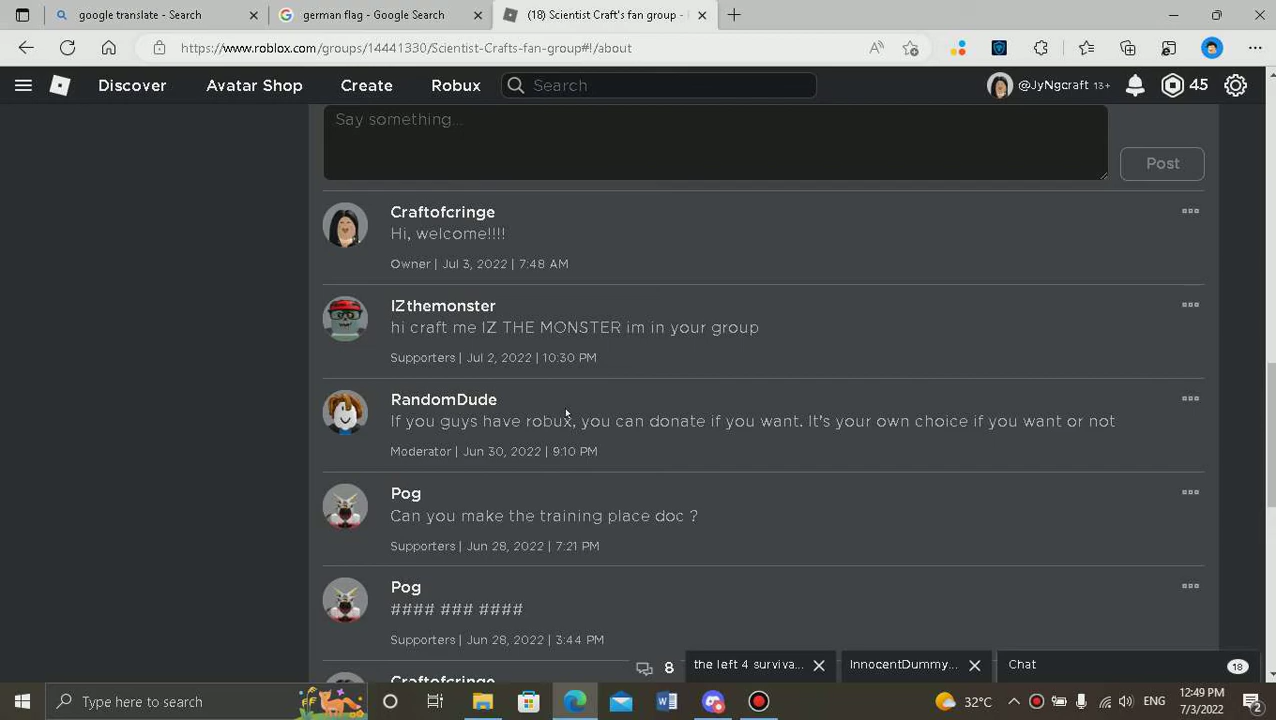 google translate - Search
german flag - Google Search
(18) Scientist Craft's fan group -
https://www.roblox.com/groups/14441330/Scientist-Crafts-fan-group#!/about
Discover
Avatar Shop
Create
Robux
Search
@JyNgcraft 13+
45
Say something...
Post
Craftofcringe
Hi, welcome!!!!
Owner | Jul 3, 2022 | 7:48 AM
IZthemonster
hi craft me IZ THE MONSTER im in your group
Supporters | Jul 2, 2022 | 10:30 PM
RandomDude
If you guys have robux, you can donate if you want. It's your own choice if you want or not
Moderator | Jun 30, 2022 | 9:10 PM
Pog
Can you make the training place doc ?
Supporters | Jun 28, 2022 | 7:21 PM
Pog
#### ### ####
Supporters | Jun 28, 2022 | 3:44 PM
Craftofcringe
8
the left 4 surviva...
InnocentDummy...
Chat
18
Type here to search
32°C
ENG
12:49 PM
7/3/2022
2